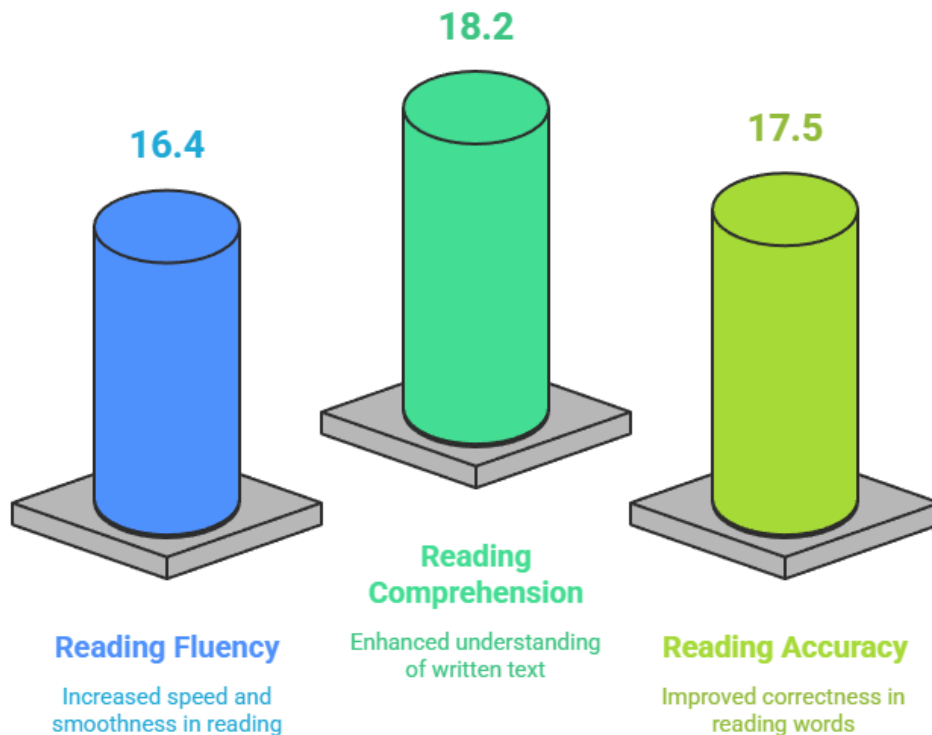 16.4
Reading Fluency
Increased speed and
smoothness in reading
18.2
Reading
Comprehension
Enhanced understanding
of written text
17.5
Reading Accuracy
Improved correctness in
reading words